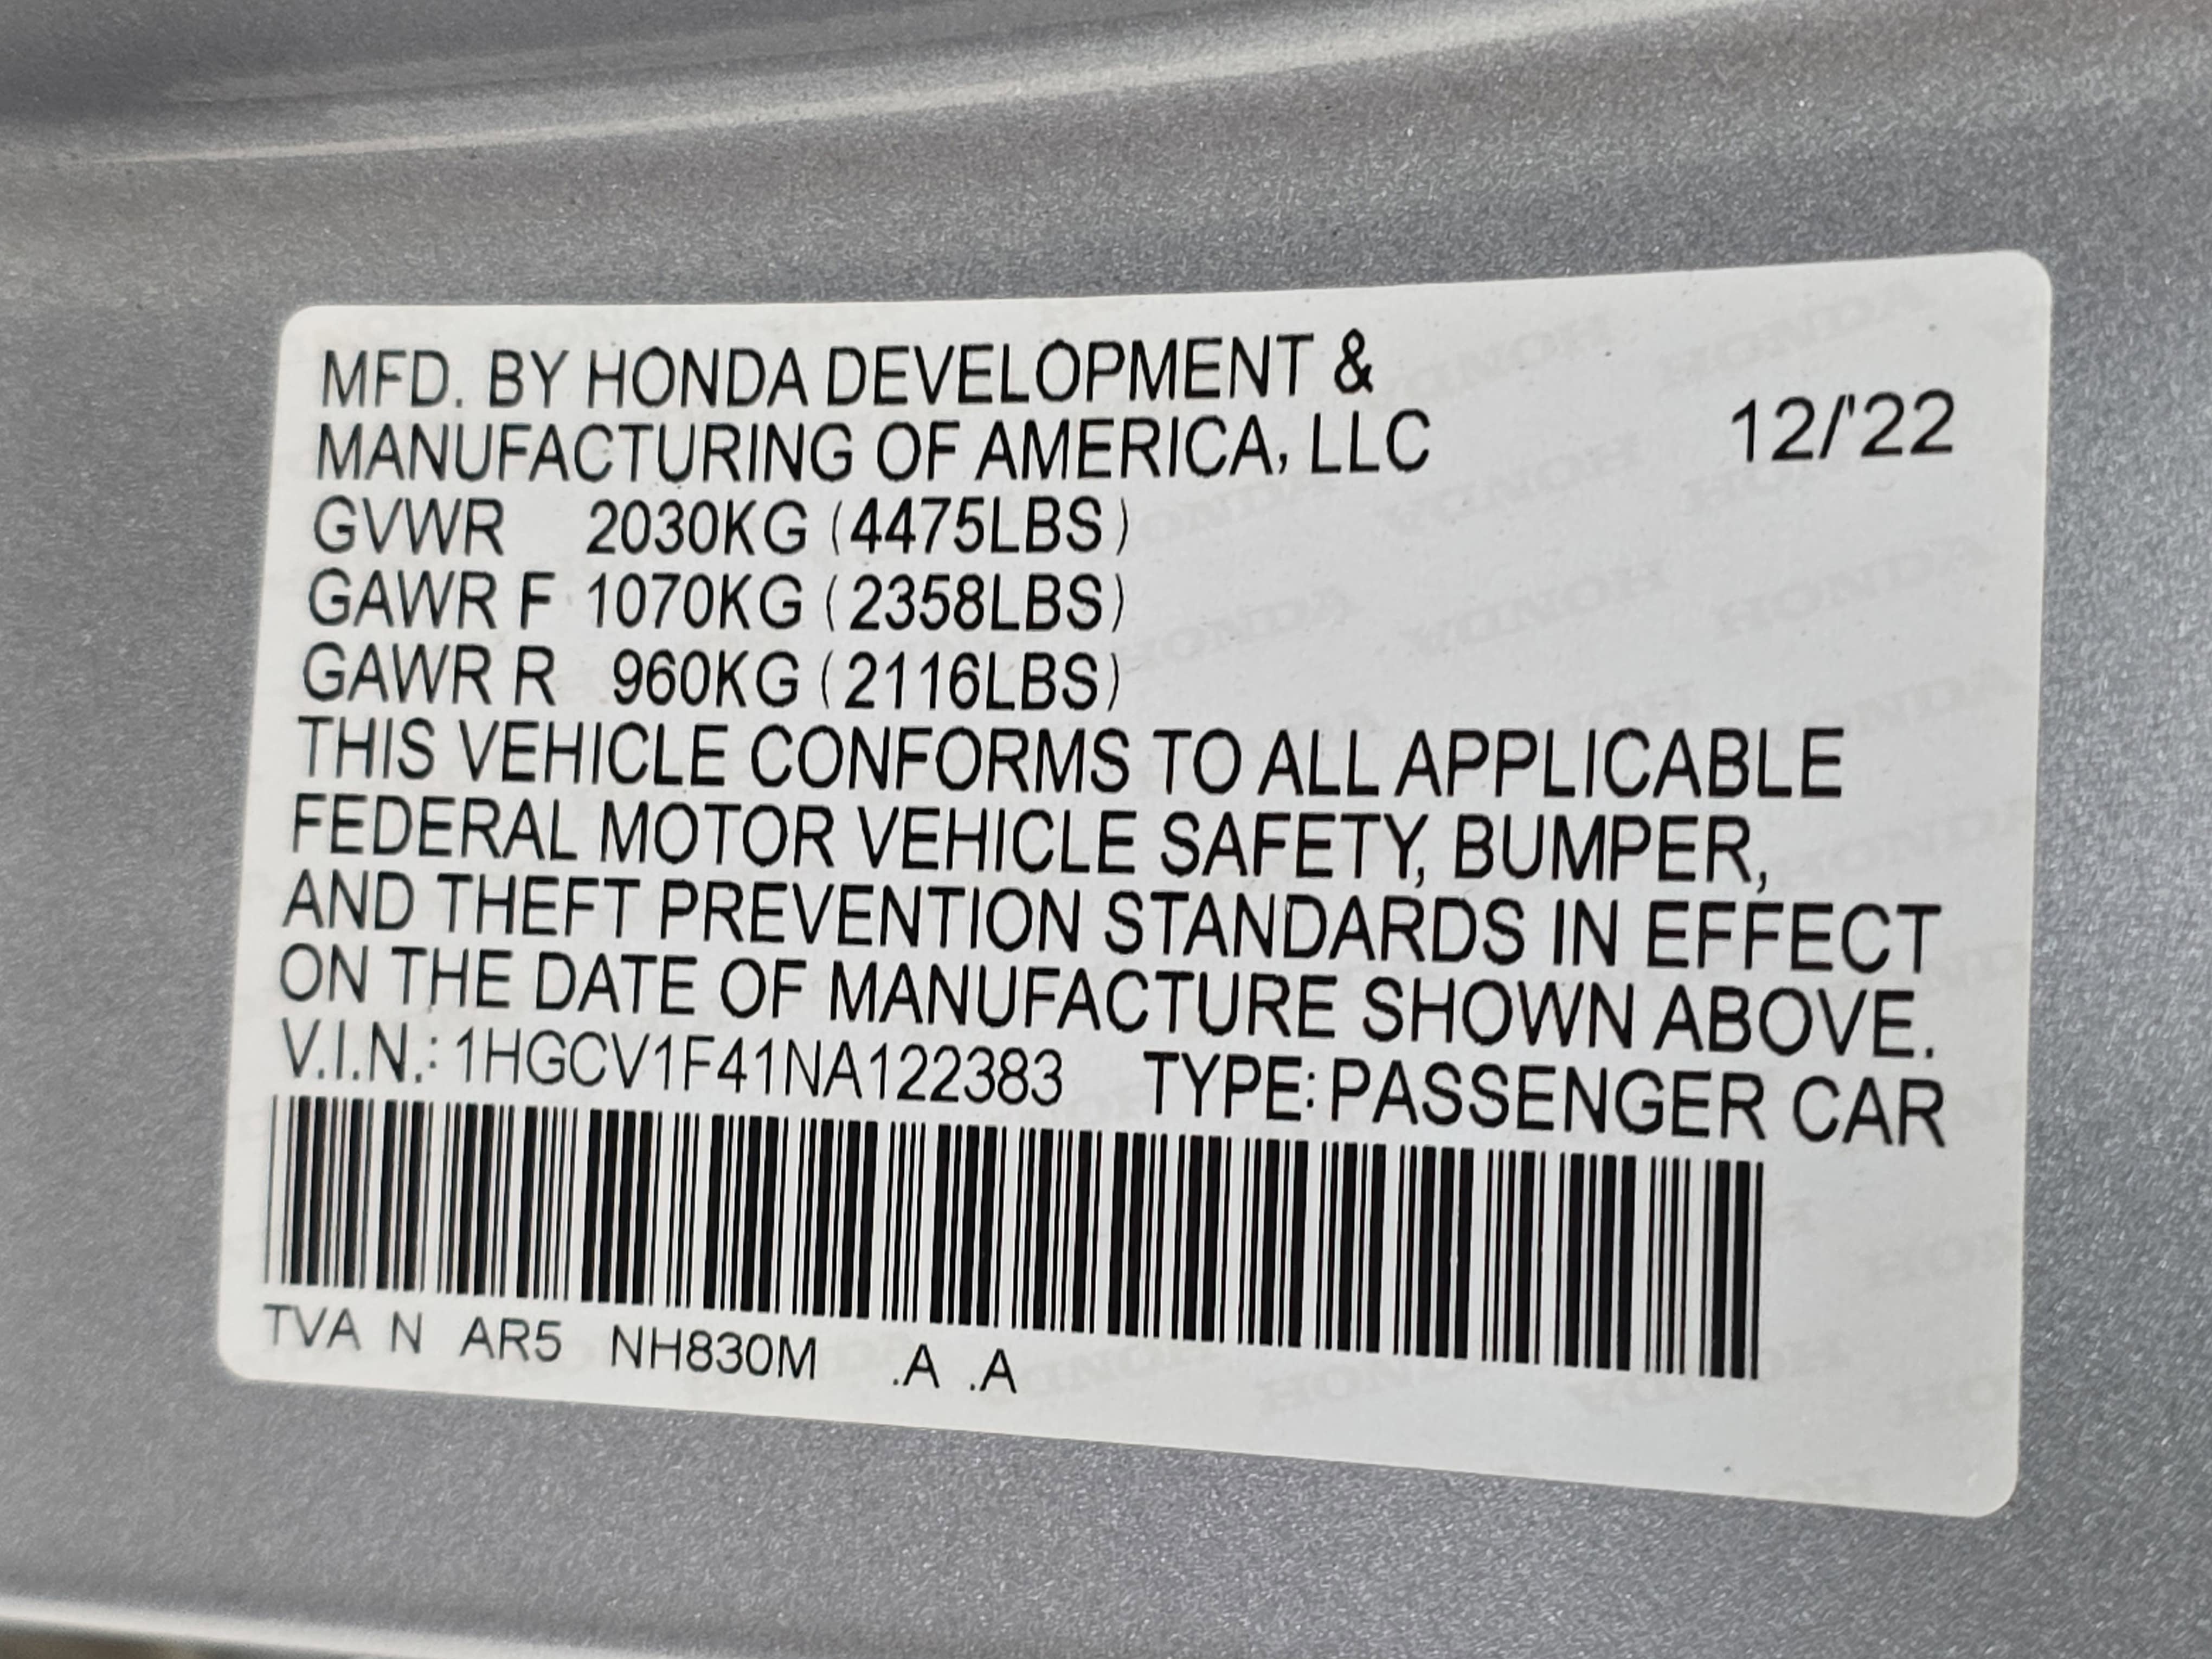 MFD. BY HONDA DEVELOPMENT &
MANUFACTURING OF AMERICA, LLC 12/'22
GVWR 2030KG (4475LBS)
GAWR F 1070KG (2358LBS)
GAWR R 960KG (2116LBS)
THIS VEHICLE CONFORMS TO ALL APPLICABLE
FEDERAL MOTOR VEHICLE SAFETY, BUMPER,
AND THEFT PREVENTION STANDARDS IN EFFECT
ON THE DATE OF MANUFACTURE SHOWN ABOVE.
V.I.N.: 1HGCV1F41NA122383 TYPE: PASSENGER CAR
TVA N AR5 NH830M .A .A